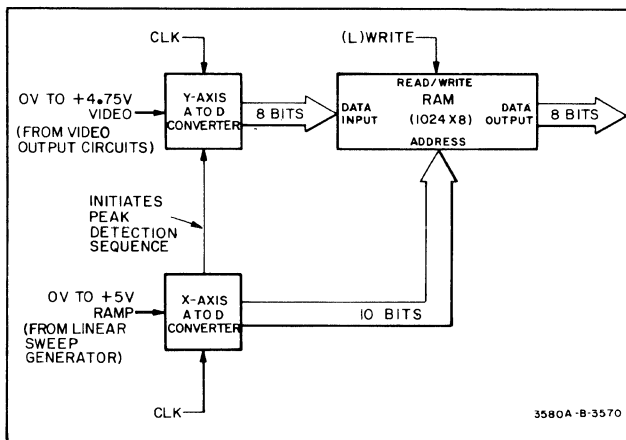 CLK
(L)WRITE
0V TO +4.75V
VIDEO
(FROM VIDEO
OUTPUT CIRCUITS)
Y-AXIS
A TO D
CONVERTER
8 BITS
READ/WRITE
RAM
(1024X8)
DATA
INPUT
DATA
OUTPUT
ADDRESS
8 BITS
INITIATES
PEAK
DETECTION
SEQUENCE
0V TO +5V
RAMP
(FROM LINEAR
SWEEP
GENERATOR)
X-AXIS
A TO D
CONVERTER
10 BITS
CLK
3580A-B-3570